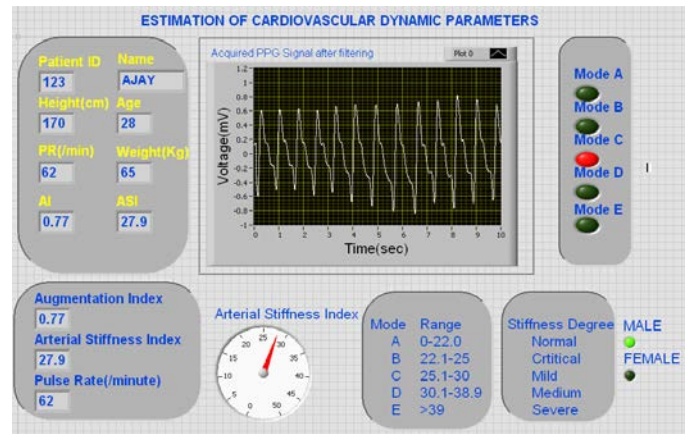 ESTIMATION OF CARDIOVASCULAR DYNAMIC PARAMETERS
Patient ID Name
123 AJAY
Height(cm) Age
170 28
PR(/min) Weight(Kg)
62 65
AI ASI
0.77 27.9
Acquired PPG Signal after filtering Plot 0
Voltage(mV)
1.2
1
0.8
0.6
0.4
0.2
0
-0.2
-0.4
-0.6
-0.8
-1
0 1 2 3 4 5 6 7 8 9 10
Time(sec)
Mode A
Mode B
Mode C
Mode D
Mode E
Augmentation Index
0.77
Arterial Stiffness Index
27.9
Pulse Rate(/minute)
62
Arterial Stiffness Index
0 5 10 15 20 25 30 35 40 45 50
Mode Range
A 0-22.0
B 22.1-25
C 25.1-30
D 30.1-38.9
E >39
Stiffness Degree
Normal
Crtitical
Mild
Medium
Severe
MALE
FEMALE